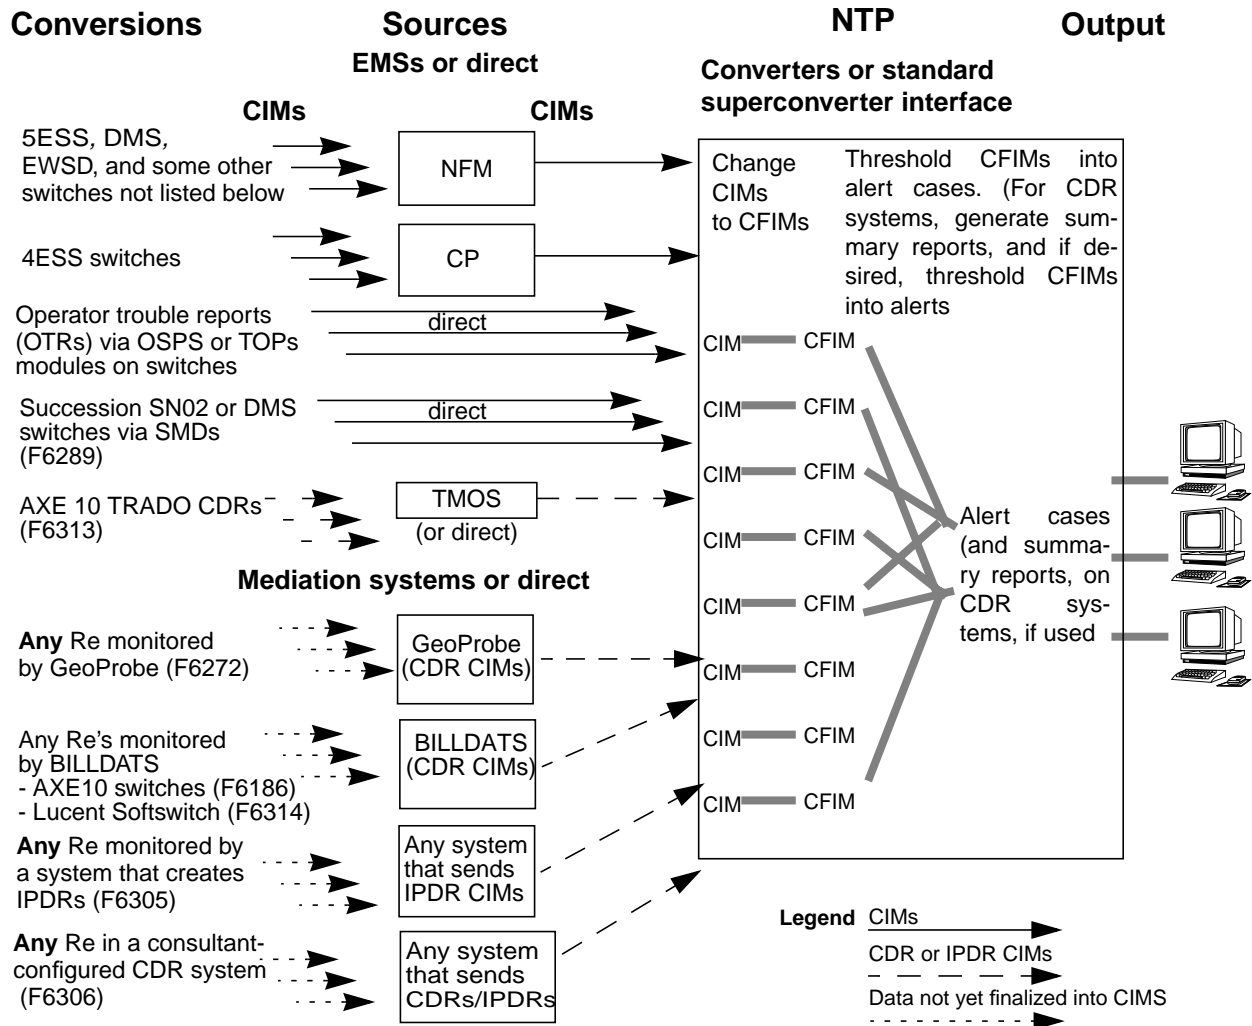 Conversions
Sources
NTP
Output
EMSs or direct
Converters or standard
superconverter interface
CIMs
CIMs
5ESS, DMS,
EWSD, and some other
switches not listed below
NFM
4ESS switches
CP
Operator trouble reports
(OTRs) via OSPS or TOPs
modules on switches
direct
Succession SN02 or DMS
switches via SMDs
(F6289)
direct
AXE 10 TRADO CDRs
(F6313)
TMOS
(or direct)
Mediation systems or direct
Any Re monitored
by GeoProbe (F6272)
GeoProbe
(CDR CIMs)
Any Re's monitored
by BILLDATS
- AXE10 switches (F6186)
- Lucent Softswitch (F6314)
BILLDATS
(CDR CIMs)
Any Re monitored by
a system that creates
IPDRs (F6305)
Any system
that sends
IPDR CIMs
Any Re in a consultant-
configured CDR system
(F6306)
Any system
that sends
CDRs/IPDRs
Change
CIMs
to CFIMs
Threshold CFIMs into
alert cases. (For CDR
systems, generate sum-
mary reports, and if de-
sired, threshold CFIMs
into alerts
CIM CFIM
CIM CFIM
CIM CFIM
CIM CFIM
CIM CFIM
CIM CFIM
CIM CFIM
CIM CFIM
Alert cases
(and summa-
ry reports, on
CDR sys-
tems, if used
Legend CIMs
CDR or IPDR CIMs
Data not yet finalized into CIMS